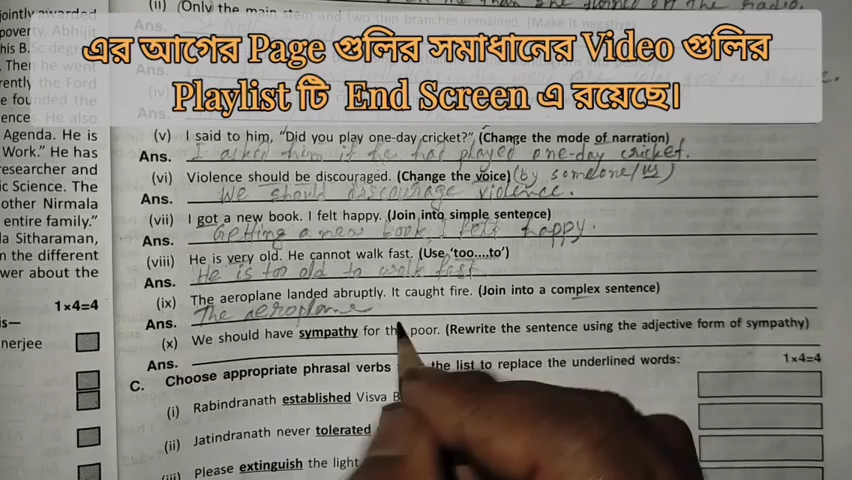 jointly awarded
poverty. Abhijit
his B.Sc degree
Then he went
rently the Ford
e founded the
ence. He also
Agenda. He is
Work." He has
researcher and
ic Science. The
other Nirmala
entire family."
la Sitharaman,
n the different
wer about the
1×4=4
is—
nerjee
(ii) (Only the main stem and two thin branches remained. (Make it negative)
the radio.
Ans.
এর আগের Page গুলির সমাধানের Video গুলির
Playlist টি End Screen এ রয়েছে।
(v) I said to him, "Did you play one-day cricket?" (Change the mode of narration)
Ans. I asked him if he had played one-day cricket.
(vi) Violence should be discouraged. (Change the voice) (by someone/us)
Ans. We should discourage violence.
(vii) I got a new book. I felt happy. (Join into simple sentence)
Ans. Getting a new book, I felt happy.
(viii) He is very old. He cannot walk fast. (Use 'too....to')
Ans. He is too old to walk fast
(ix) The aeroplane landed abruptly. It caught fire. (Join into a complex sentence)
Ans. The aeroplane
(x) We should have sympathy for the poor. (Rewrite the sentence using the adjective form of sympathy)
Ans.
C. Choose appropriate phrasal verbs the list to replace the underlined words: 1×4=4
(i) Rabindranath established Visva B
(ii) Jatindranath never tolerated
(iii) Please extinguish the light